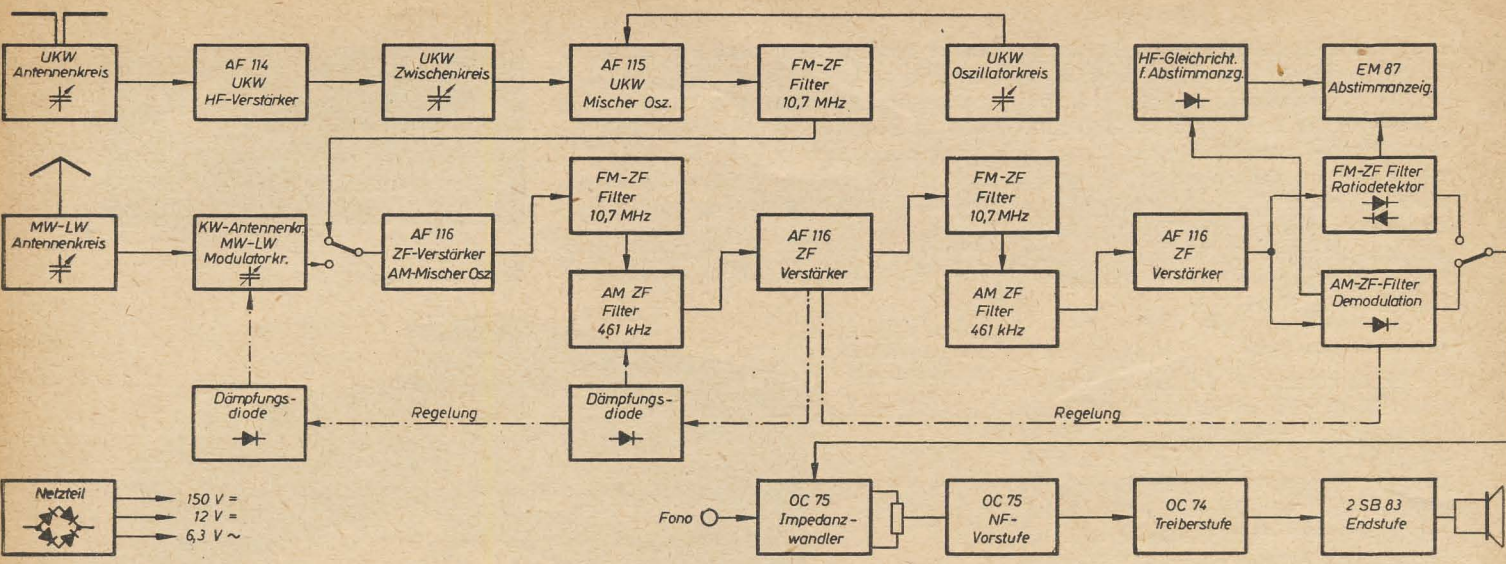 UKW
Antennenkreis
AF 114
UKW
HF-Verstärker
UKW
Zwischenkreis
AF 115
UKW
Mischer Osz.
FM-ZF
Filter
10,7 MHz
UKW
Oszillatorkreis
HF-Gleichricht.
f. Abstimmanzg.
EM 87
Abstimmanzeig.
MW-LW
Antennenkreis
KW-Antennenkr.
MW-LW
Modulatorkr.
AF 116
ZF-Verstärker
AM-Mischer Osz.
FM-ZF
Filter
10,7 MHz
AM ZF
Filter
461 kHz
AF 116
ZF
Verstärker
FM-ZF
Filter
10,7 MHz
AM ZF
Filter
461 kHz
AF 116
ZF
Verstärker
FM-ZF Filter
Ratiodetektor
AM-ZF-Filter
Demodulation
Dämpfungs-
diode
Regelung
Dämpfungs-
diode
Regelung
Netzteil
150 V =
12 V =
6,3 V ~
Fono
OC 75
Impedanz-
wandler
OC 75
NF-
Vorstufe
OC 74
Treiberstufe
2 SB 83
Endstufe